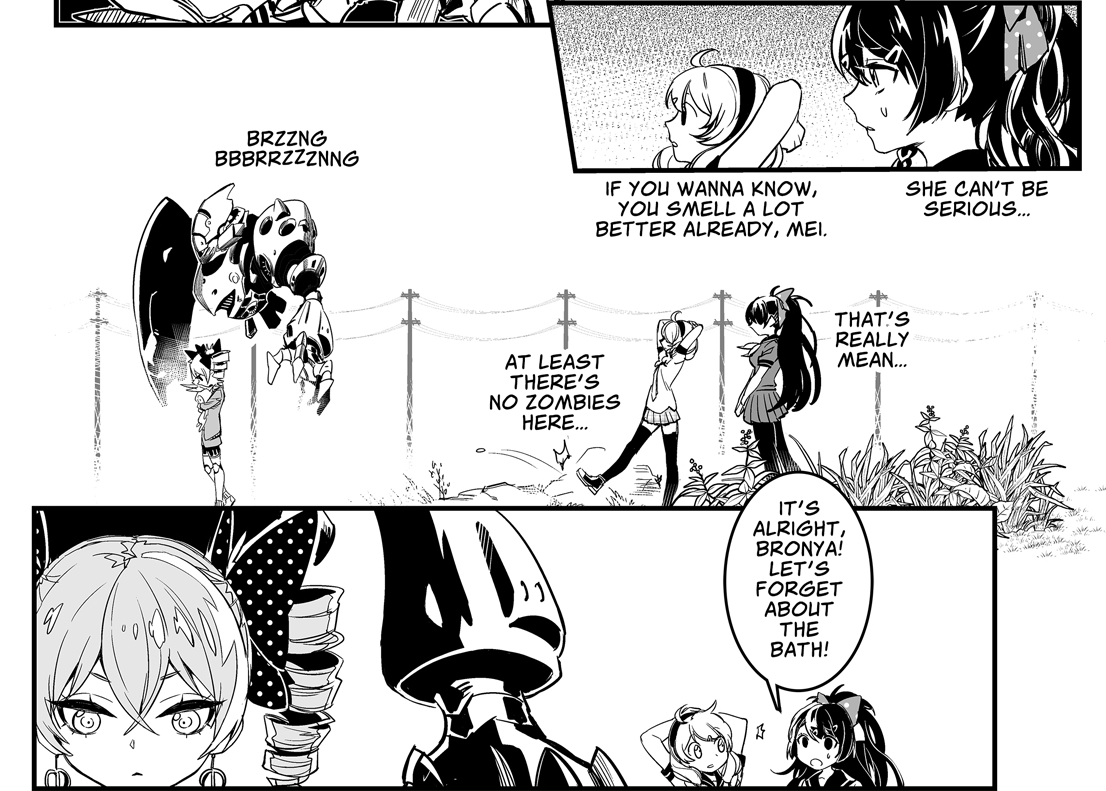 BRZZNG
BBBRRZZZNNG
IF YOU WANNA KNOW,
YOU SMELL A LOT
BETTER ALREADY, MEI.
SHE CAN'T BE
SERIOUS...
AT LEAST
THERE'S
NO ZOMBIES
HERE...
THAT'S
REALLY
MEAN...
IT'S
ALRIGHT,
BRONYA!
LET'S
FORGET
ABOUT
THE
BATH!